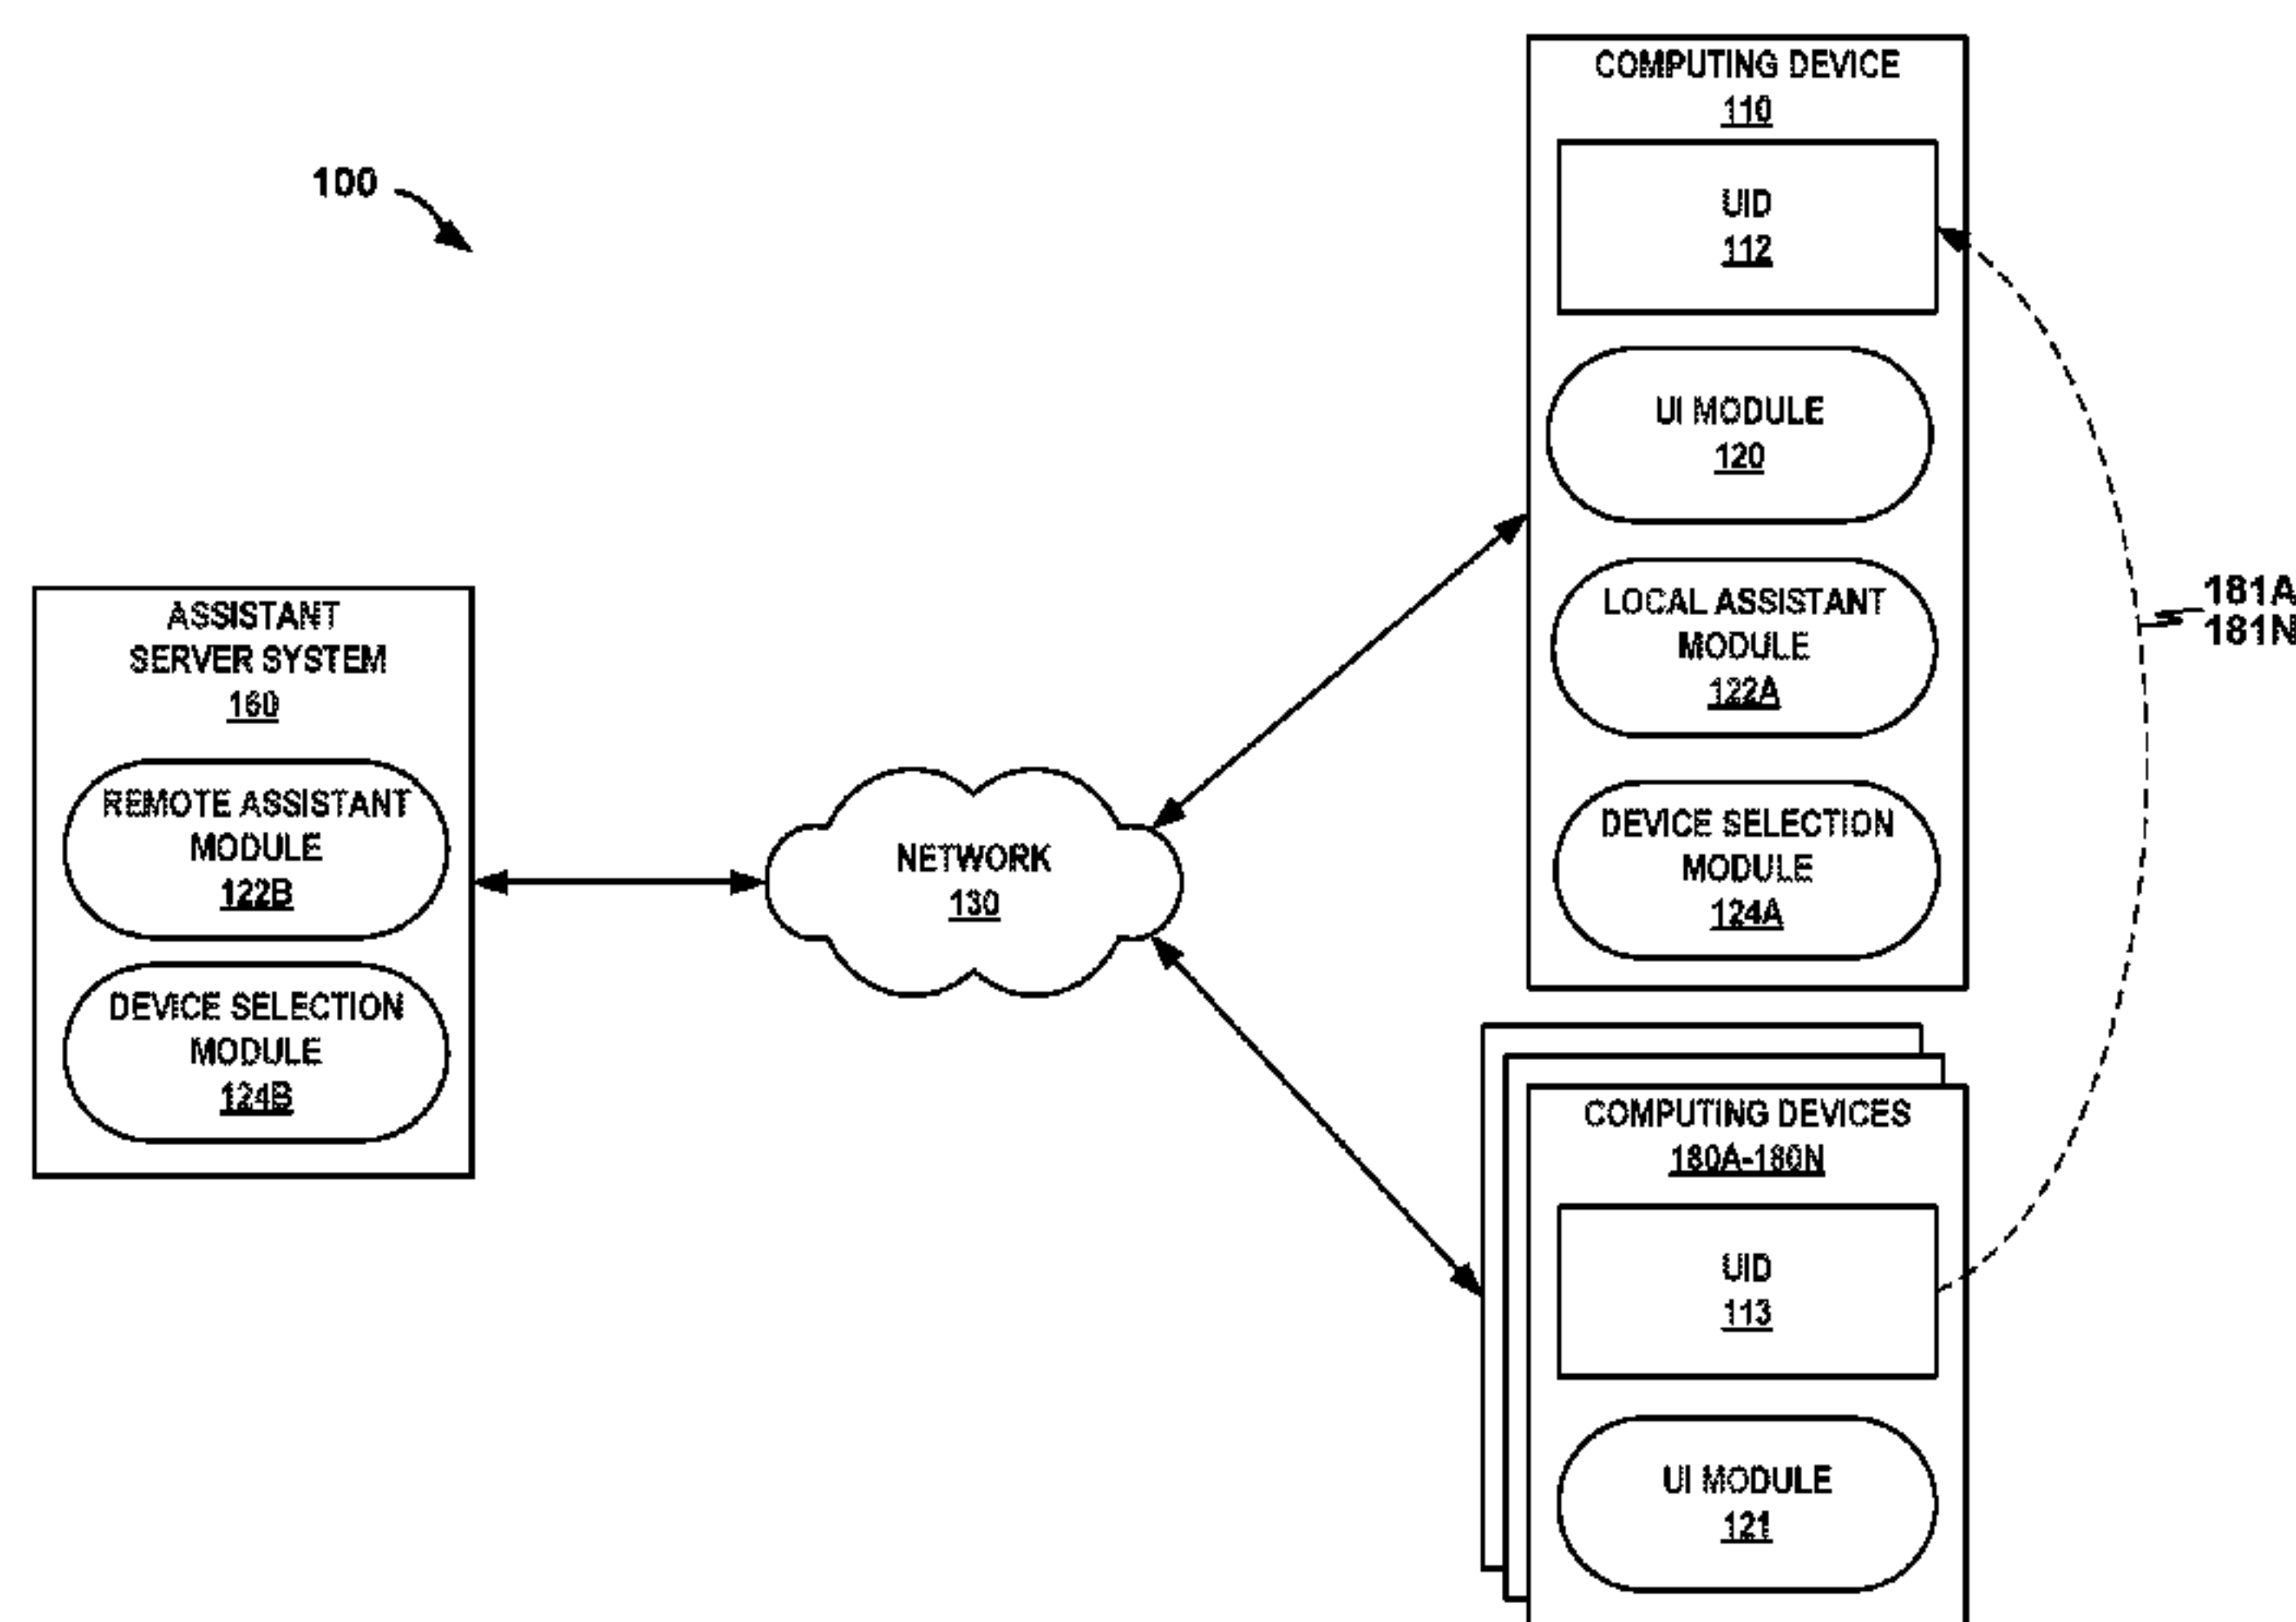 100
ASSISTANT
SERVER SYSTEM
160
REMOTE ASSISTANT
MODULE
122B
DEVICE SELECTION
MODULE
124B
NETWORK
130
COMPUTING DEVICE
110
UID
112
UI MODULE
120
LOCAL ASSISTANT
MODULE
122A
DEVICE SELECTION
MODULE
124A
181A
181N
COMPUTING DEVICES
180A-180N
UID
113
UI MODULE
121